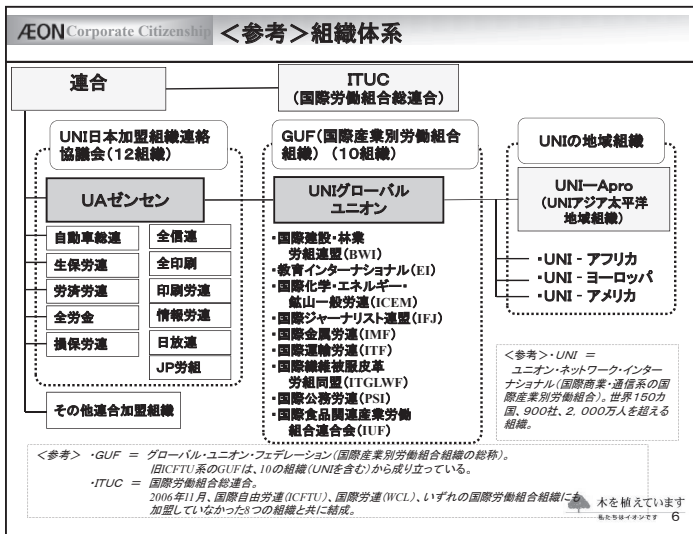 ÆON Corporate Citizenship
＜参考＞組織体系
連合
ITUC
（国際労働組合総連合）
UNI日本加盟組織連絡
協議会（12組織）
UAゼンセン
自動車総連
生保労連
労済労連
全労金
損保労連
全信連
全印刷
印刷労連
情報労連
日放連
JP労組
その他連合加盟組織
GUF（国際産業別労働組合
組織）（10組織）
UNIグローバル
ユニオン
・国際建設・林業
労組連盟（BWI）
・教育インターナショナル（EI）
・国際化学・エネルギー・
鉱山一般労連（ICEM）
・国際ジャーナリスト連盟（IFJ）
・国際金属労連（IMF）
・国際運輸労連（ITF）
・国際繊維被服皮革
労組同盟（ITGLWF）
・国際公務労連（PSI）
・国際食品関連産業労働
組合連合会（IUF）
UNIの地域組織
UNIーApro
（UNIアジア太平洋
地域組織）
・UNI‐アフリカ
・UNI‐ヨーロッパ
・UNI‐アメリカ
＜参考＞・UNI ＝
ユニオン・ネットワーク・インター
ナショナル（国際商業・通信系の国
際産業別労働組合）。世界150カ
国、900社、2，000万人を超える
組織。
＜参考＞ ・GUF ＝ グローバル・ユニオン・フェデレーション（国際産業別労働組合組織の総称）。
旧ICFTU系のGUFは、10の組織（UNIを含む）から成り立っている。
・ITUC ＝ 国際労働組合総連合。
2006年11月、国際自由労連（ICFTU）、国際労連（WCL）、いずれの国際労働組合組織にも
加盟していなかった8つの組織と共に結成。
木を植えています
私たちはイオンです
6